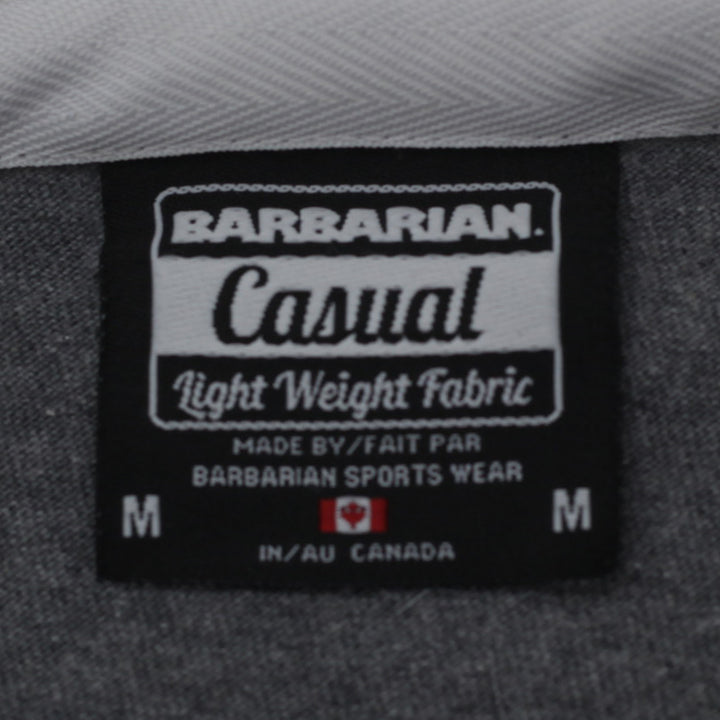 BARBARIAN.
Casual
Light Weight Fabric
MADE BY/FAIT PAR
BARBARIAN SPORTS WEAR
M M
IN/AU CANADA